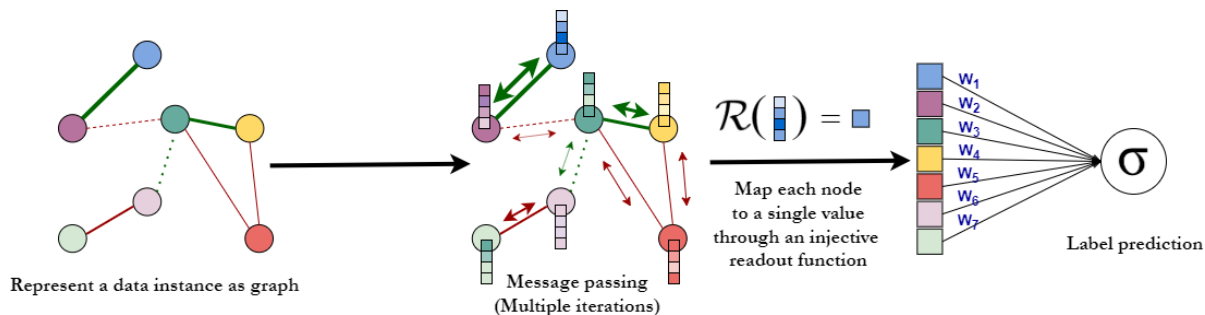 Represent a data instance as graph
Message passing
(Multiple iterations)
R( ) =
Map each node
to a single value
through an injective
readout function
w1
w2
w3
w4
w5
w6
w7
σ
Label prediction